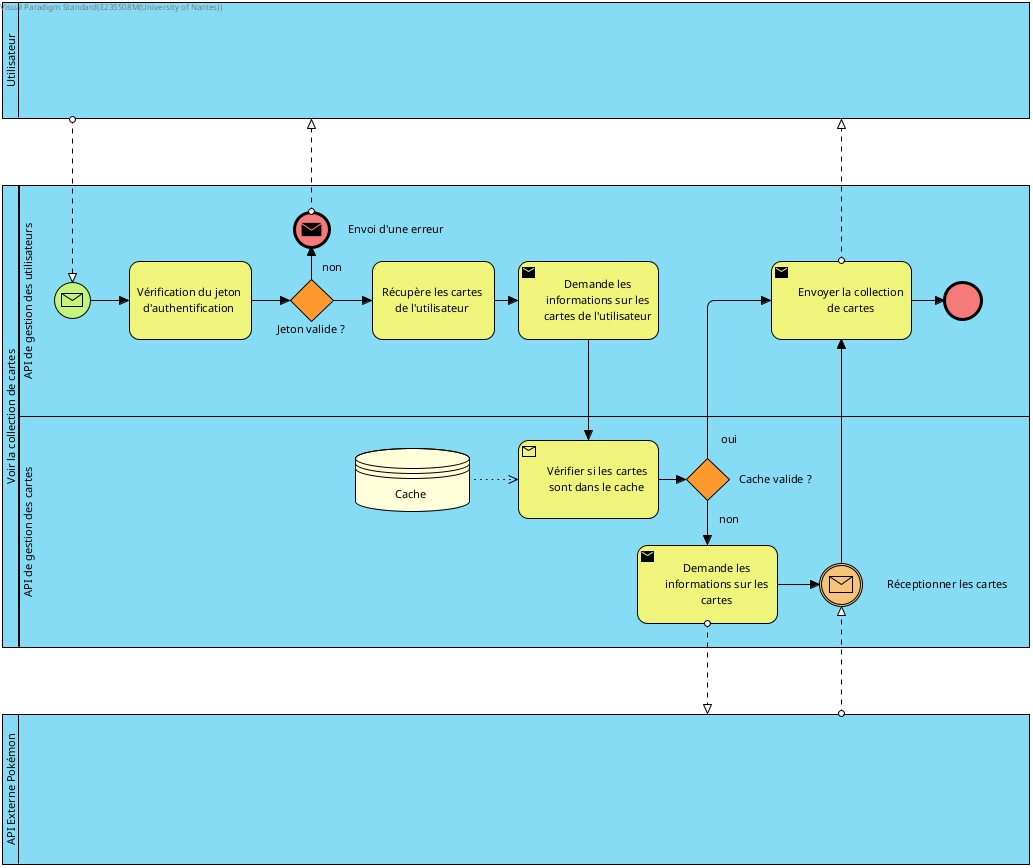 Visual Paradigm Standard(E235508M(University of Nantes))
Utilisateur
Voir la collection de cartes
API de gestion des utilisateurs
Envoi d'une erreur
non
Vérification du jeton
d'authentification
Jeton valide ?
Récupère les cartes
de l'utilisateur
Demande les
informations sur les
cartes de l'utilisateur
Envoyer la collection
de cartes
API de gestion des cartes
Cache
Vérifier si les cartes
sont dans le cache
oui
Cache valide ?
non
Demande les
informations sur les
cartes
Réceptionner les cartes
API Externe Pokémon